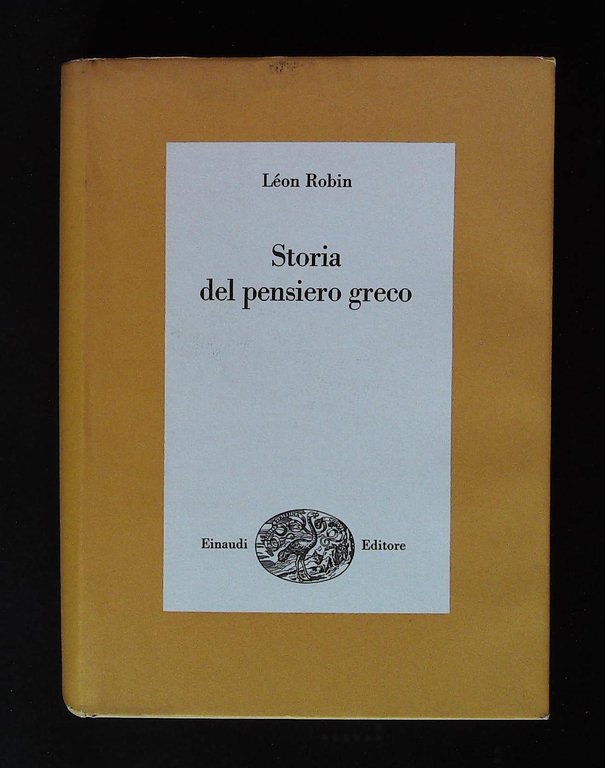 Léon Robin
Storia
del pensiero greco
Einaudi Editore